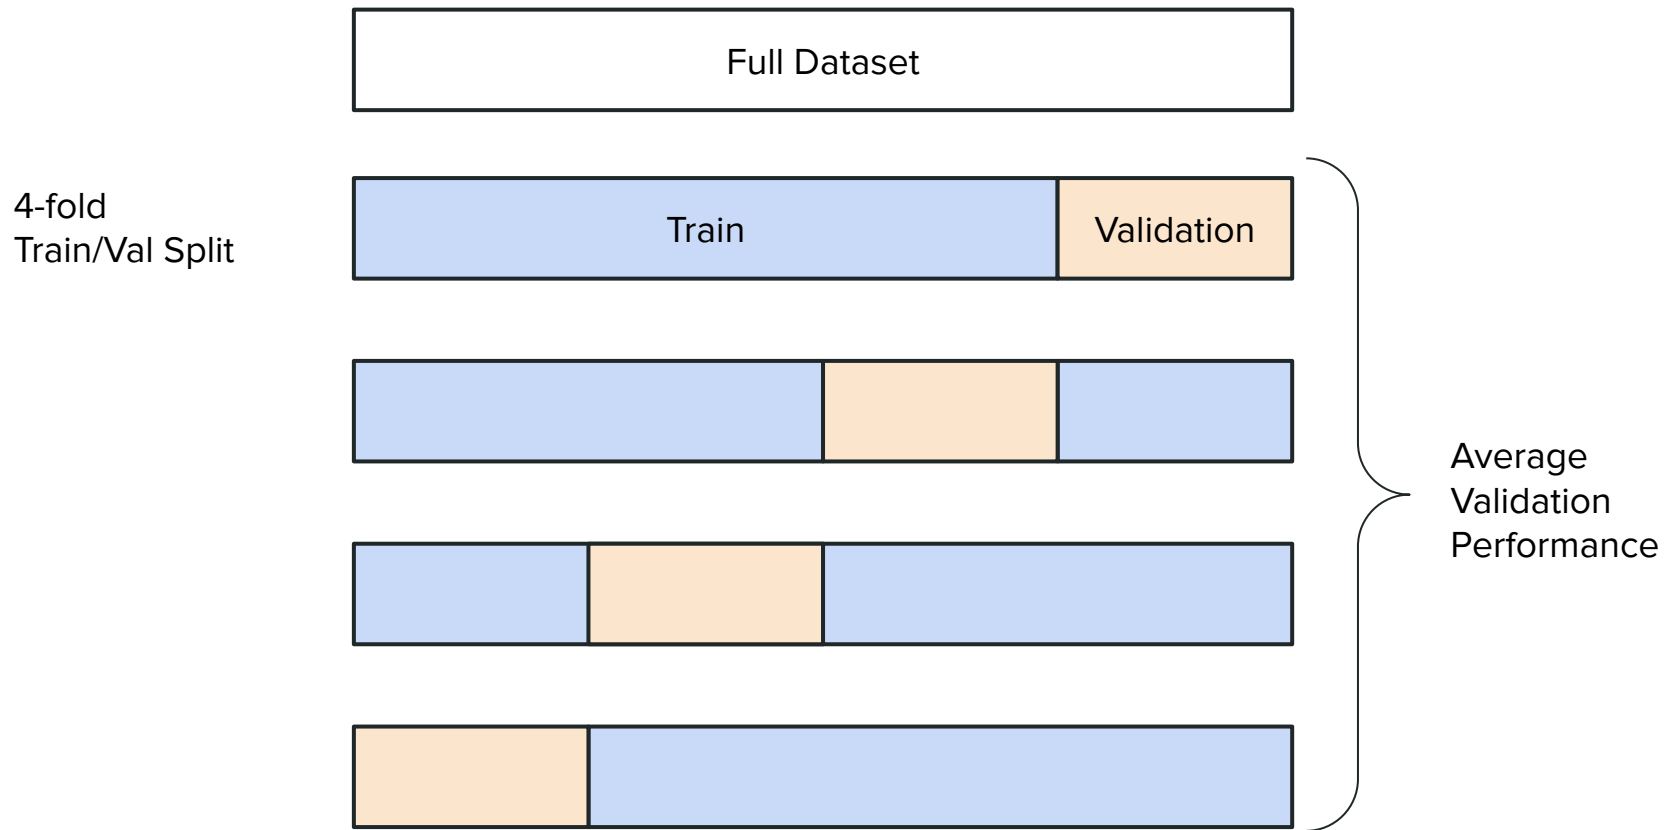 Full Dataset
4-fold
Train/Val Split
Train
Validation
Average
Validation
Performance